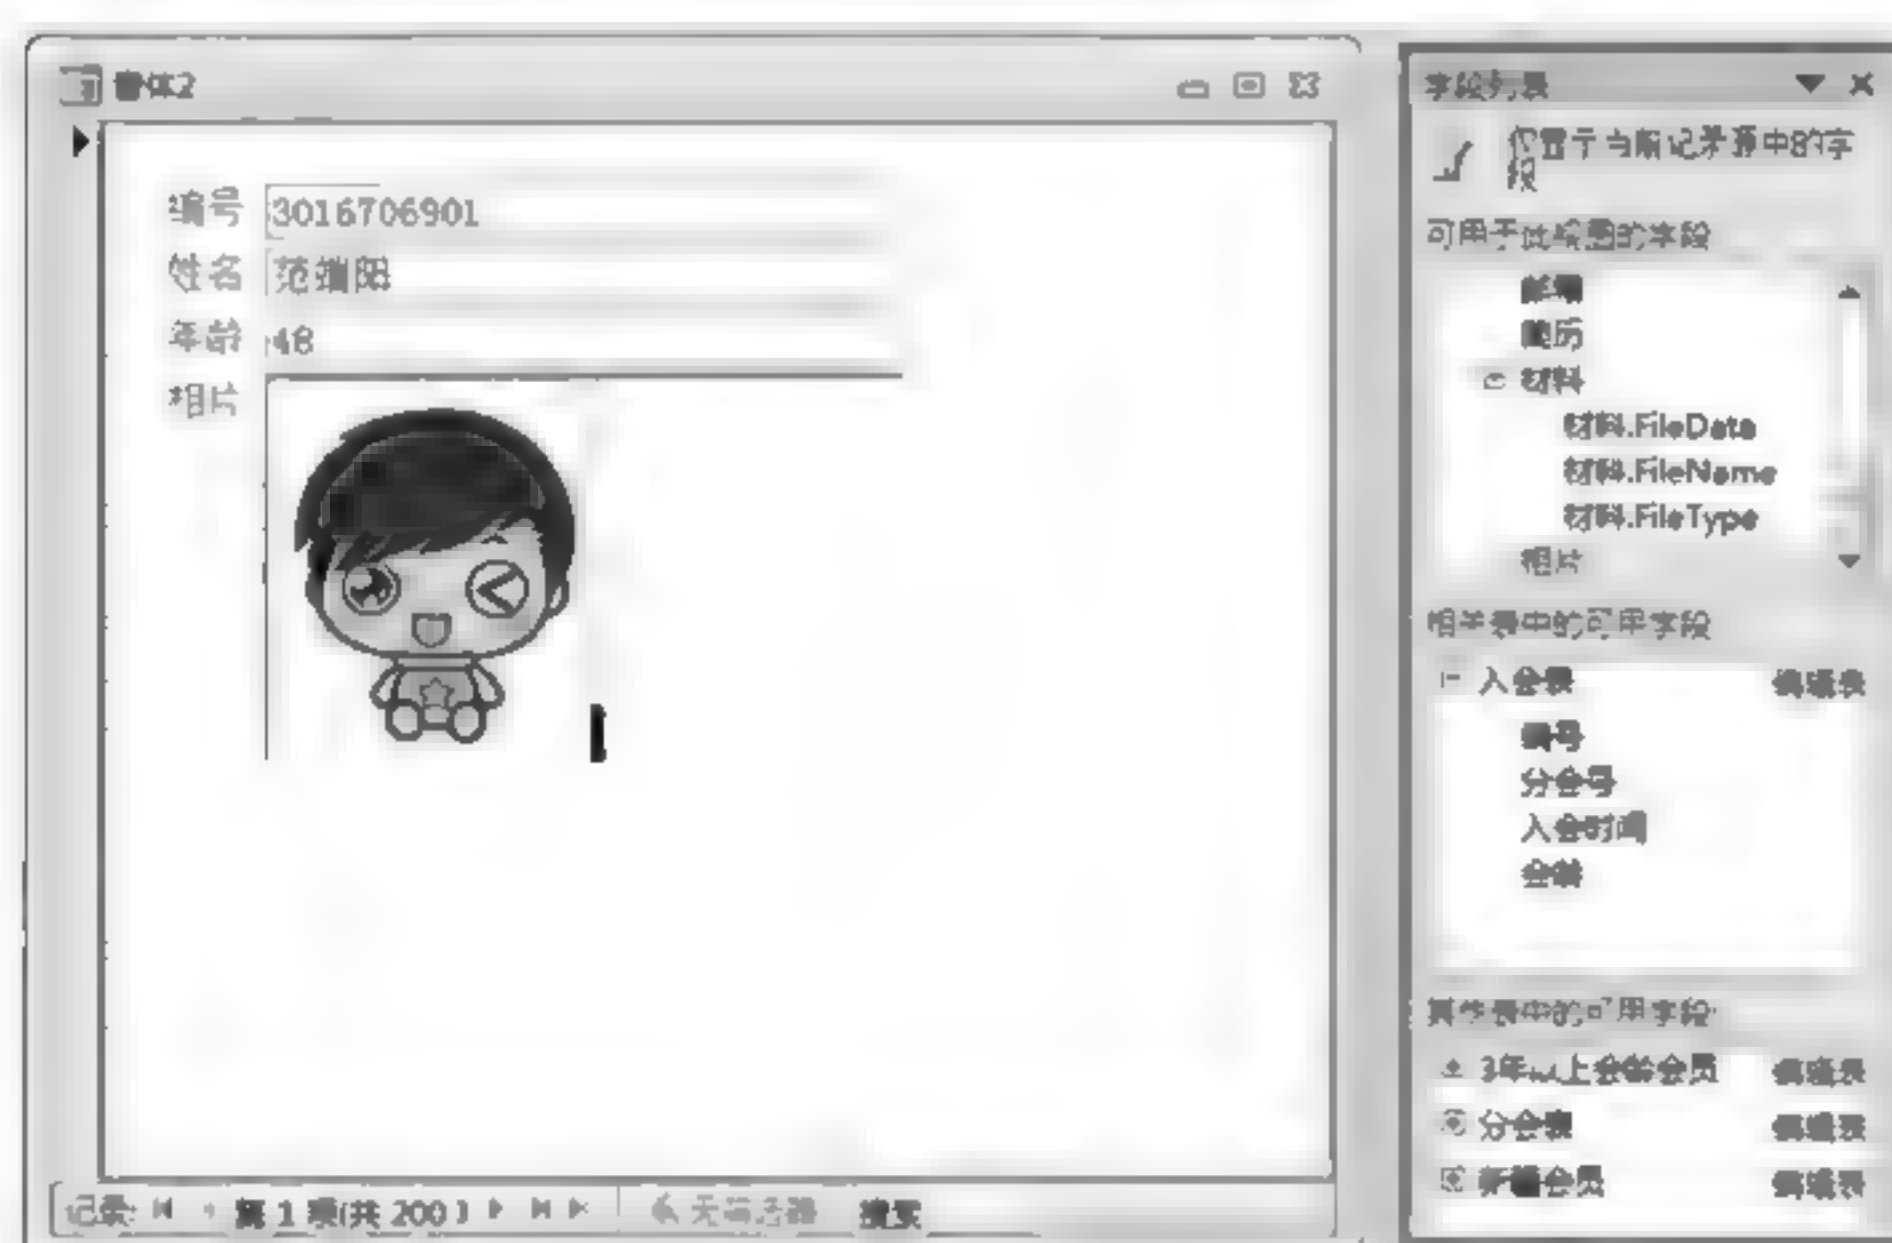 窗体2
编号 3016706901
姓名 范端阳
年龄 48
相片
记录: 第 1 项(共 200 无筛选器 搜索
字段列表
仅显示当前记录源中的字
段
可用于此视图的字段
邮编
简历
材料
材料.FileData
材料.FileName
材料.FileType
相片
相关表中的可用字段
入会表 编辑表
编号
分会号
入会时间
会龄
其他表中的可用字段
3年以上会龄会员 编辑表
分会表 编辑表
新增会员 编辑表